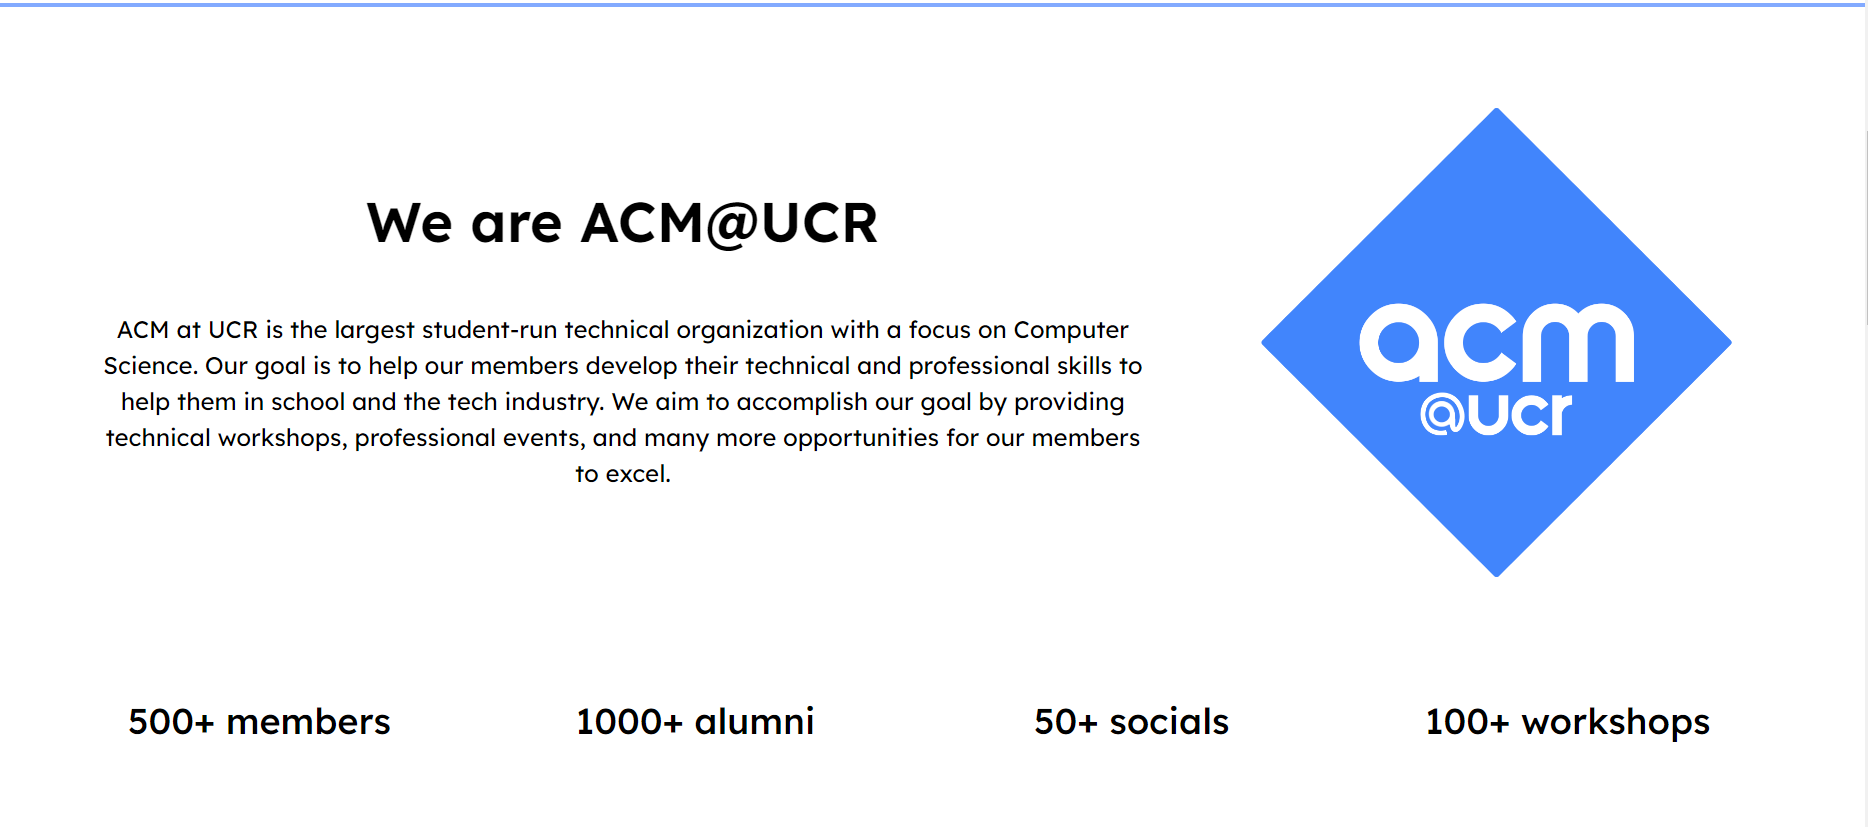 We are ACM@UCR
ACM at UCR is the largest student-run technical organization with a focus on Computer
Science. Our goal is to help our members develop their technical and professional skills to
help them in school and the tech industry. We aim to accomplish our goal by providing
technical workshops, professional events, and many more opportunities for our members
to excel.
acm
@ucr
500+ members
1000+ alumni
50+ socials
100+ workshops